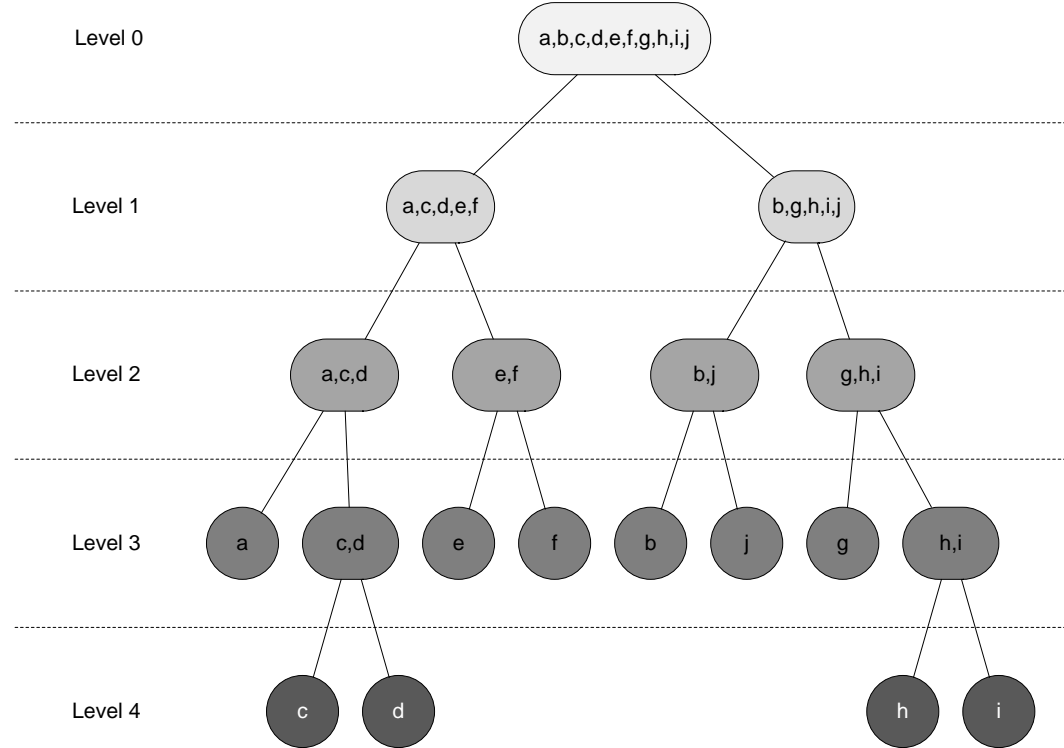 Level 0
a,b,c,d,e,f,g,h,i,j
Level 1
a,c,d,e,f
b,g,h,i,j
Level 2
a,c,d
e,f
b,j
g,h,i
Level 3
a
c,d
e
f
b
j
g
h,i
Level 4
c
d
h
i